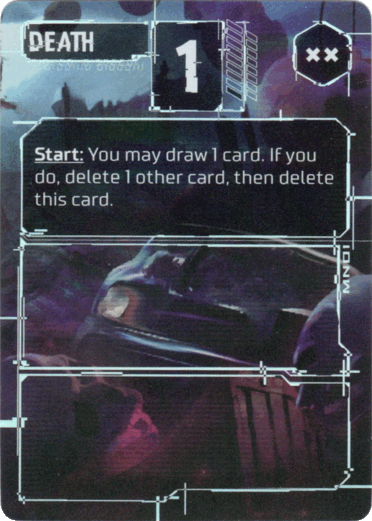 DEATH
1
Start: You may draw 1 card. If you
do, delete 1 other card, then delete
this card.
MN01